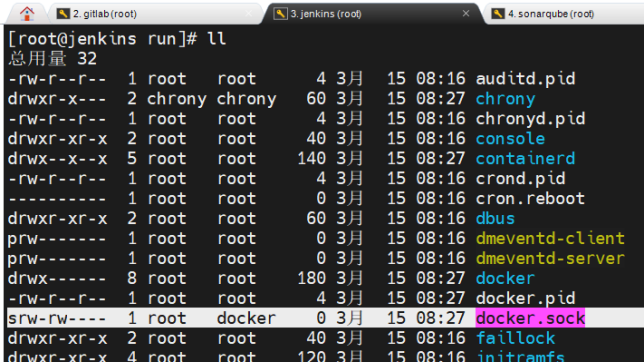 2. gitlab (root) 3. jenkins (root) 4. sonarqube (root)
[root@jenkins run]# ll
总用量 32
-rw-r--r-- 1 root root 4 3月 15 08:16 auditd.pid
drwxr-x--- 2 chrony chrony 60 3月 15 08:27 chrony
-rw-r--r-- 1 root root 4 3月 15 08:16 chronyd.pid
drwxr-xr-x 2 root root 40 3月 15 08:16 console
drwx--x--x 5 root root 140 3月 15 08:27 containerd
-rw-r--r-- 1 root root 4 3月 15 08:16 crond.pid
---------- 1 root root 0 3月 15 08:16 cron.reboot
drwxr-xr-x 2 root root 60 3月 15 08:16 dbus
prw------- 1 root root 0 3月 15 08:16 dmeventd-client
prw------- 1 root root 0 3月 15 08:16 dmeventd-server
drwx------ 8 root root 180 3月 15 08:27 docker
-rw-r--r-- 1 root root 4 3月 15 08:27 docker.pid
srw-rw---- 1 root docker 0 3月 15 08:27 docker.sock
drwxr-xr-x 2 root root 40 3月 15 08:16 faillock
drwxr-xr-x 4 root root 120 3月 15 08:16 initramfs